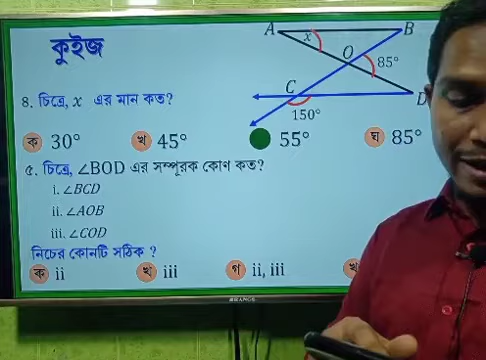 কুইজ
A
B
x
O
85°
C
D
150°
৪. চিত্রে, x এর মান কত?
ক 30°
খ 45°
55°
ঘ 85°
৫. চিত্রে, ∠BOD এর সম্পূরক কোণ কত?
i. ∠BCD
ii. ∠AOB
iii. ∠COD
নিচের কোনটি সঠিক ?
ক ii
খ iii
গ ii, iii